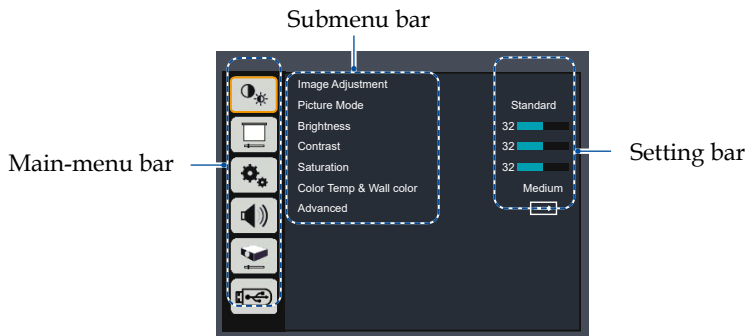 Submenu bar
Image Adjustment
Picture Mode Standard
Brightness 32
Contrast 32
Saturation 32
Color Temp & Wall color Medium
Advanced
Main-menu bar
Setting bar